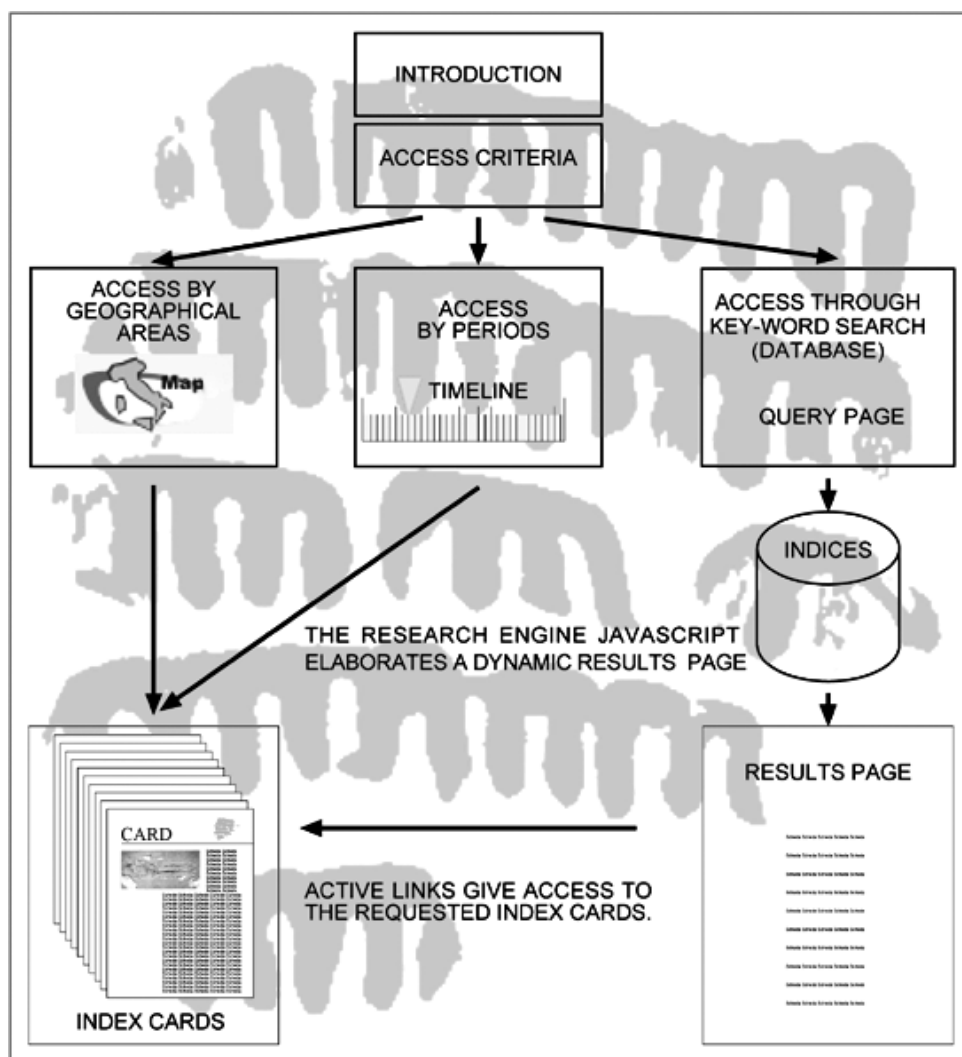 INTRODUCTION
ACCESS CRITERIA
ACCESS BY
GEOGRAPHICAL
AREAS
Map
ACCESS
BY PERIODS
TIMELINE
ACCESS THROUGH
KEY-WORD SEARCH
(DATABASE)
QUERY PAGE
INDICES
THE RESEARCH ENGINE JAVASCRIPT
ELABORATES A DYNAMIC RESULTS PAGE
RESULTS PAGE
CARD
ACTIVE LINKS GIVE ACCESS TO
THE REQUESTED INDEX CARDS.
INDEX CARDS